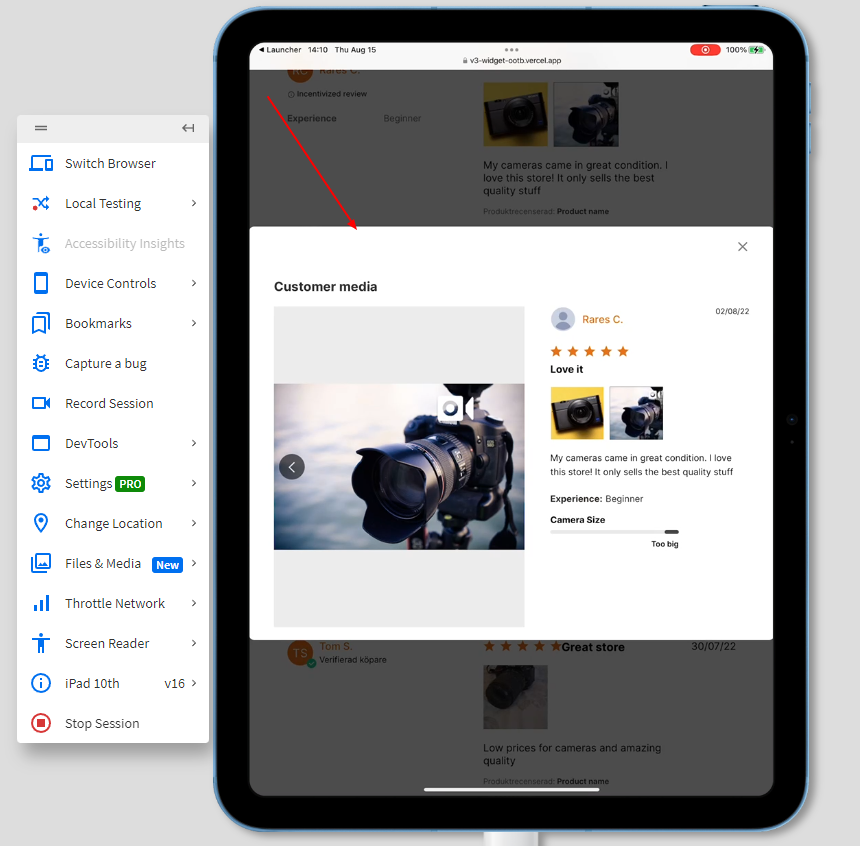 Switch Browser
Local Testing
Accessibility Insights
Device Controls
Bookmarks
Capture a bug
Record Session
DevTools
Settings PRO
Change Location
Files & Media New
Throttle Network
Screen Reader
iPad 10th v16
Stop Session
Launcher 14:10 Thu Aug 15
100%
v3-widget-ootb.vercel.app
RC Rares C.
Incentivized review
Experience Beginner
My cameras came in great condition. I
love this store! It only sells the best
quality stuff
Produktrecenserad: Product name
Customer media
Rares C.
02/08/22
Love it
My cameras came in great condition. I love
this store! It only sells the best quality stuff
Experience: Beginner
Camera Size
Too big
TS Tom S.
Verifierad köpare
Great store
30/07/22
Low prices for cameras and amazing
quality
Produktrecenserad: Product name